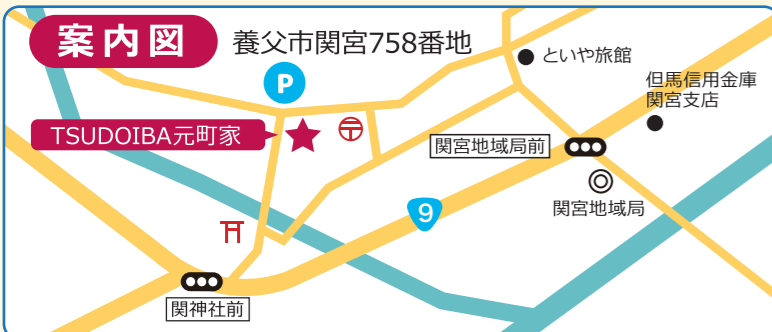 案内図
養父市関宮758番地
P
といや旅館
但馬信用金庫
関宮支店
TSUDOIBA元町家
関宮地域局前
関宮地域局
9
関神社前